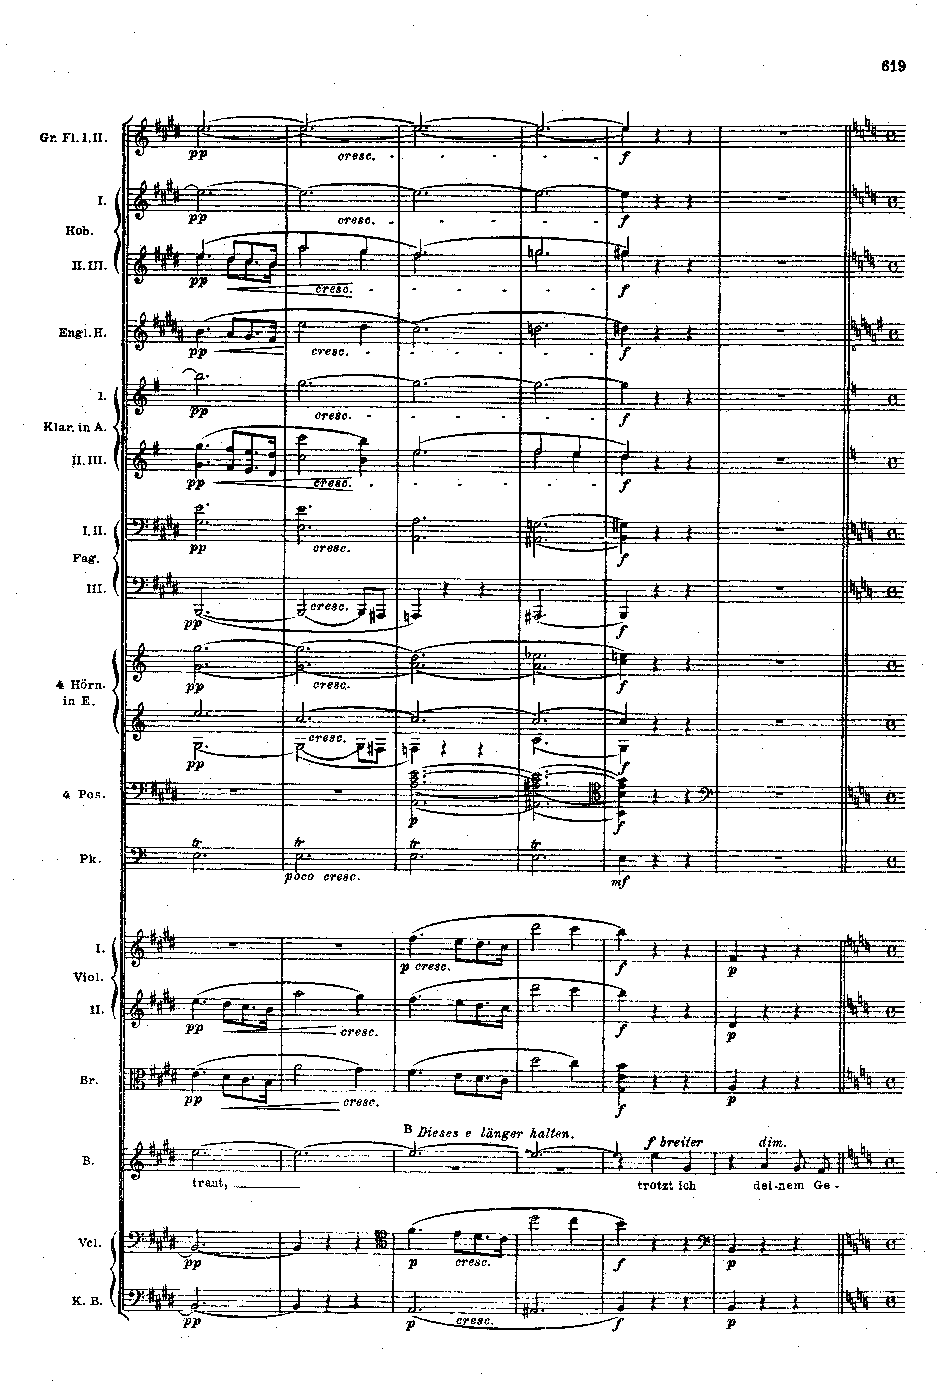 619
Gr. Fl. I. II.
pp cresc. f
I.
pp cresc. f
Hob.
II. III.
pp cresc. f
Engl. H.
pp cresc. f
I.
pp cresc. f
Klar. in A.
II. III.
pp cresc. f
I. II.
pp cresc. f
Fag.
III.
cresc.
pp f
pp cresc. f
4 Hörn. in E.
cresc.
pp f
4 Pos.
p f
tr tr tr tr
Pk.
poco cresc. mf
I.
p cresc. f p
Viol.
II.
pp cresc. f p
Br.
pp cresc. f p
B Dieses e länger halten.
f breiter dim.
B.
traut, trotzt ich dei-nem Ge-
Vcl.
pp p cresc. f p
K. B.
pp p cresc. f p